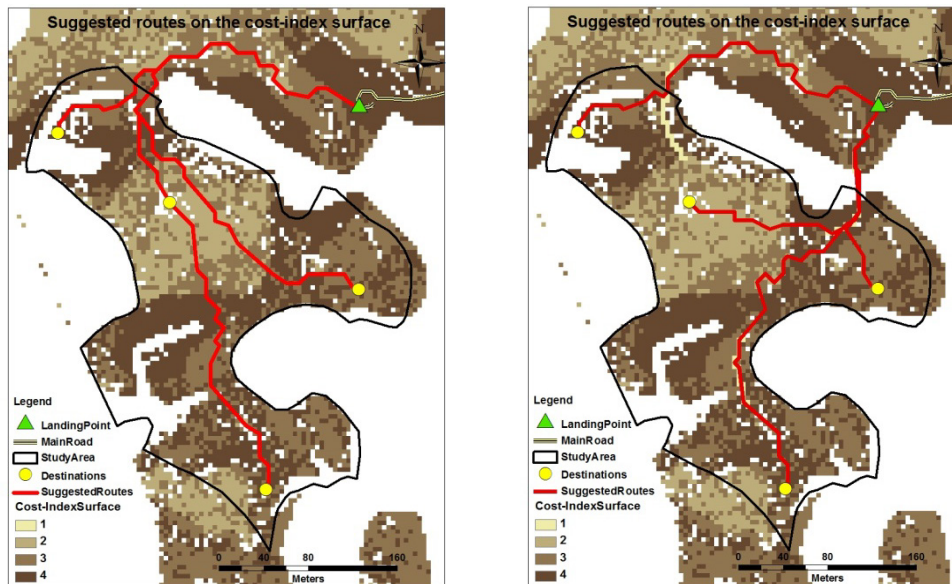 Suggested routes on the cost-index surface
N
Legend
LandingPoint
MainRoad
StudyArea
Destinations
SuggestedRoutes
Cost-IndexSurface
1
2
3
4
0 40 80 160
Meters
Suggested routes on the cost-index surface
N
Legend
LandingPoint
MainRoad
StudyArea
Destinations
SuggestedRoutes
Cost-IndexSurface
1
2
3
4
0 40 80 160
Meters